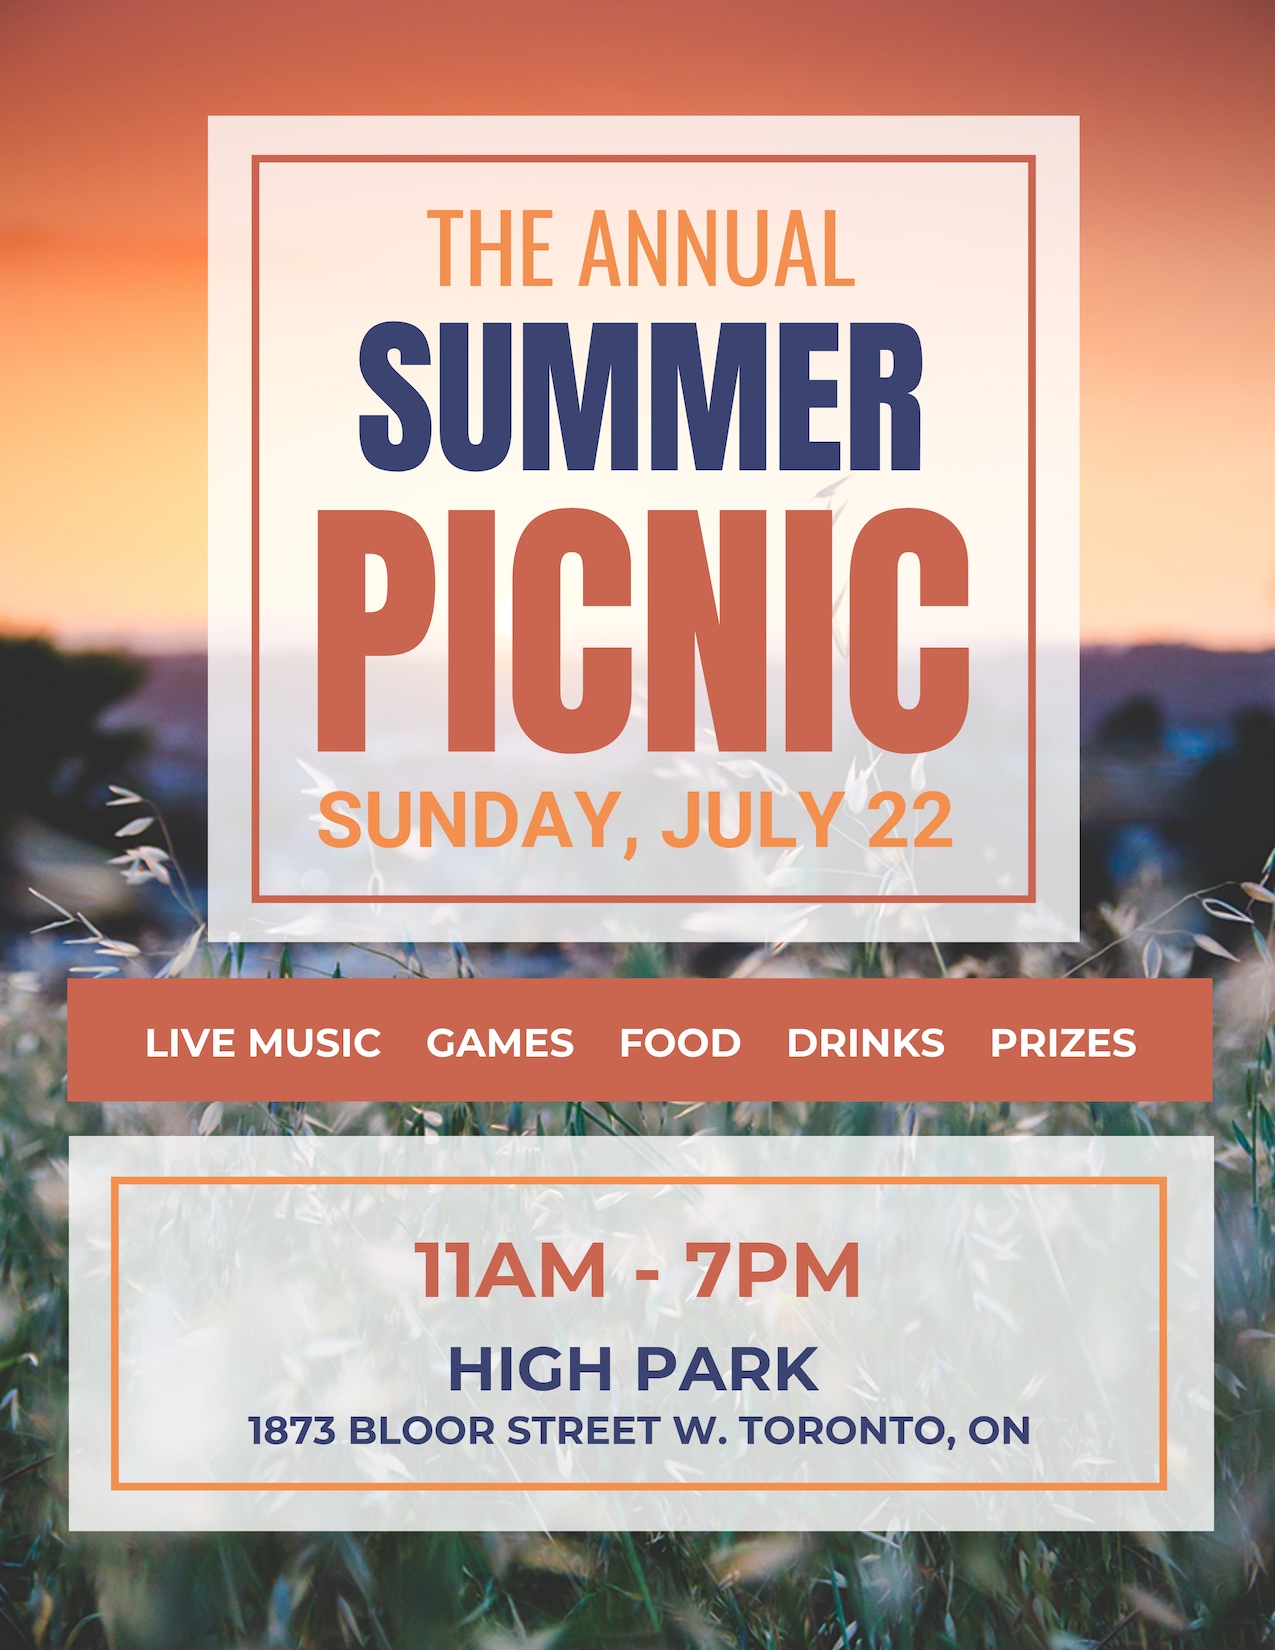 THE ANNUAL
SUMMER
PICNIC
SUNDAY, JULY 22
LIVE MUSIC GAMES FOOD DRINKS PRIZES
11AM - 7PM
HIGH PARK
1873 BLOOR STREET W. TORONTO, ON